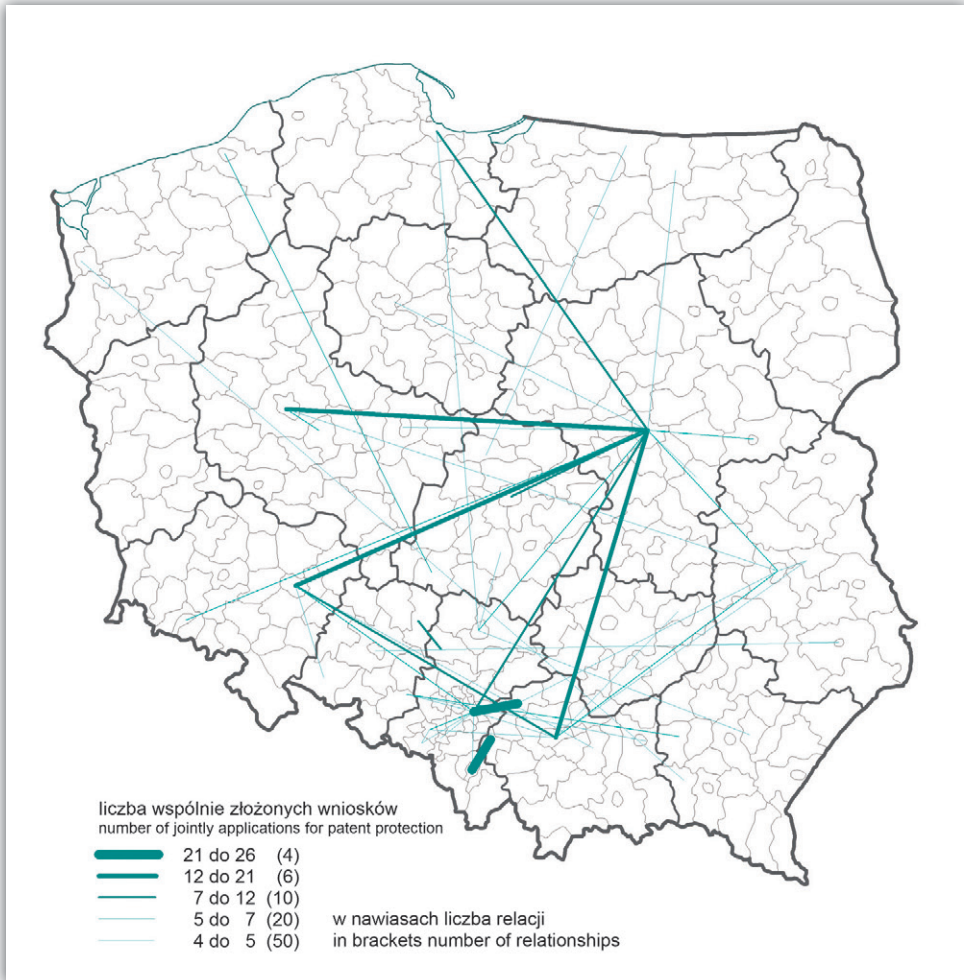 liczba wspólnie złożonych wniosków
number of jointly applications for patent protection
21 do 26 (4)
12 do 21 (6)
7 do 12 (10)
5 do 7 (20) w nawiasach liczba relacji
4 do 5 (50) in brackets number of relationships